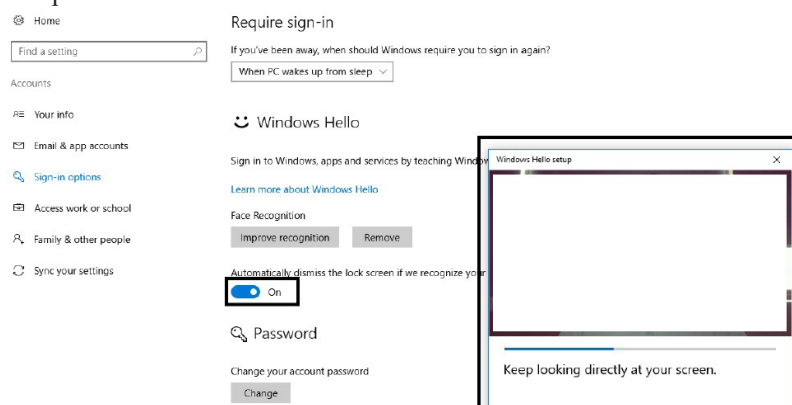 Home
Find a setting
Accounts
Your info
Email & app accounts
Sign-in options
Access work or school
Family & other people
Sync your settings
Require sign-in
If you've been away, when should Windows require you to sign in again?
When PC wakes up from sleep
Windows Hello
Sign in to Windows, apps and services by teaching
Learn more about Windows Hello
Face Recognition
Improve recognition Remove
Automatically dismiss the lock screen if we recognize
On
Password
Change your account password
Change
Windows Hello setup
Keep looking directly at your screen.